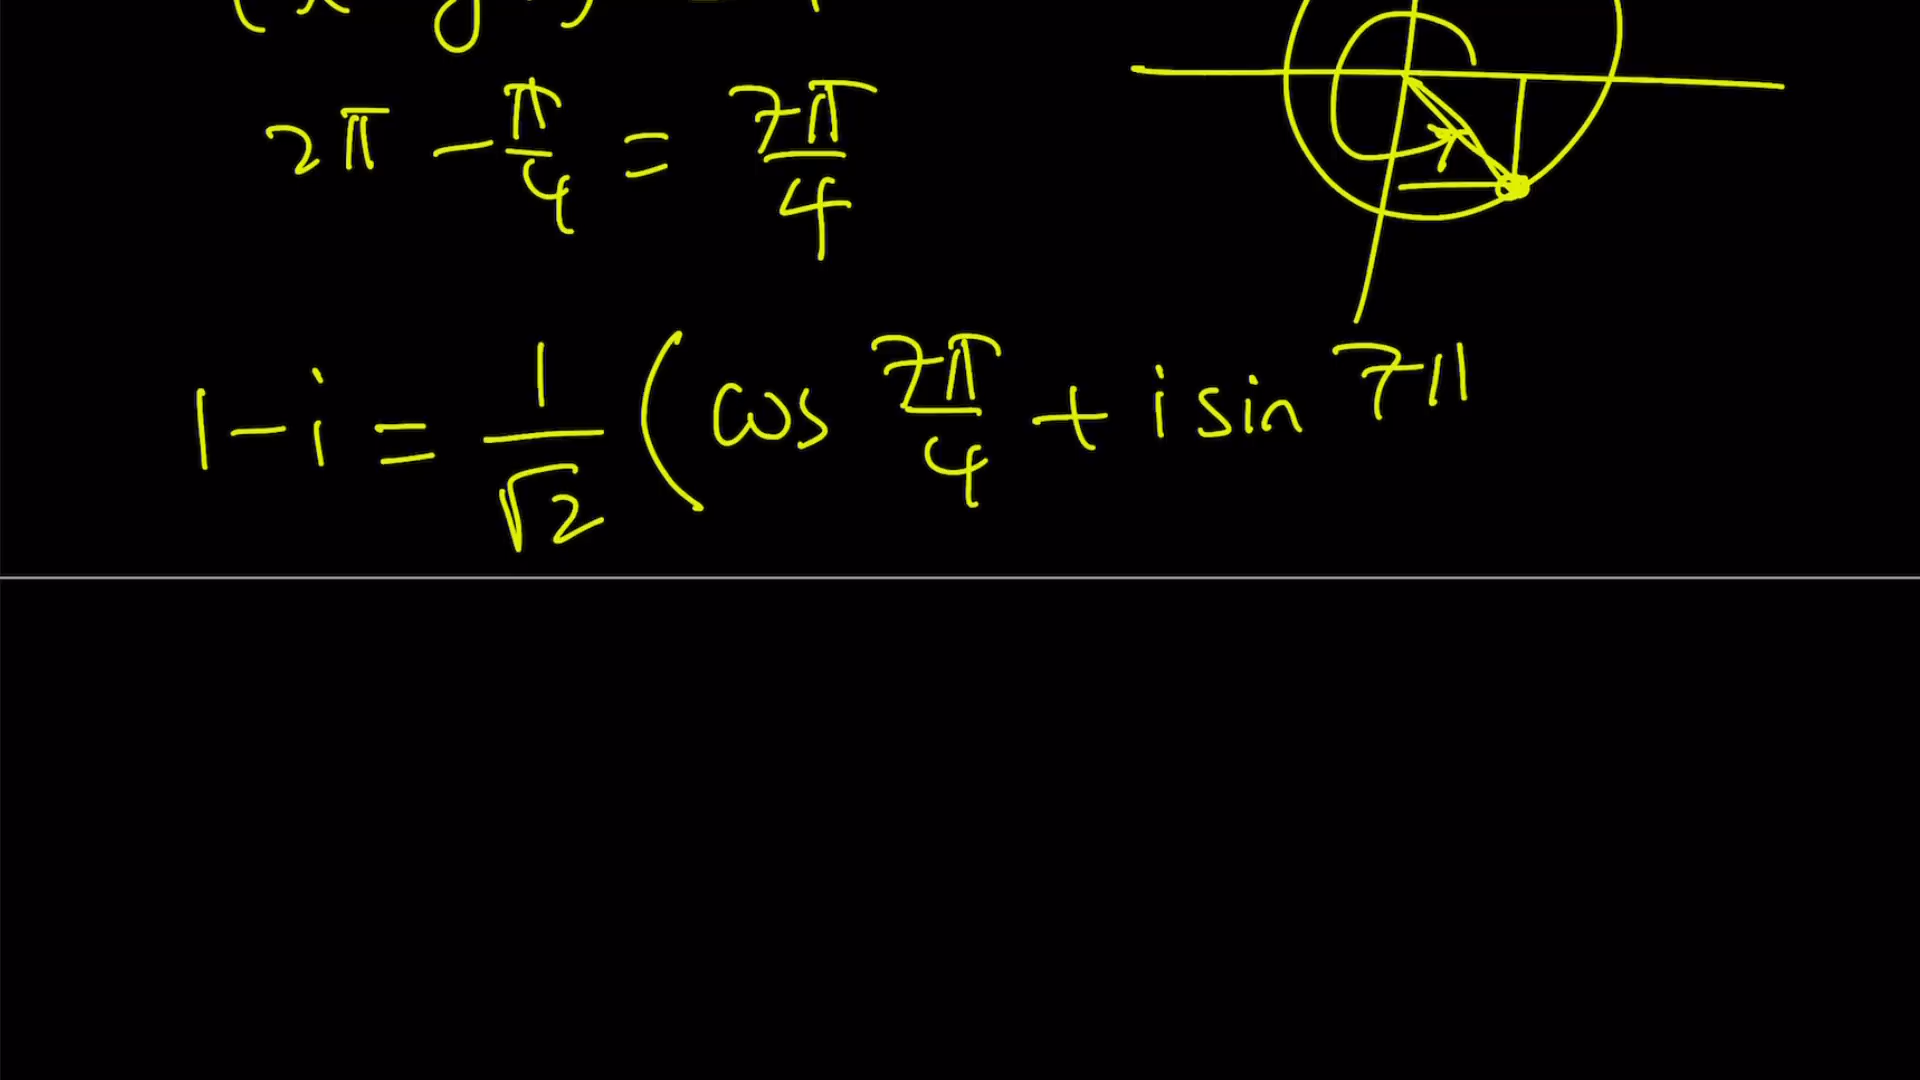 2π - π/4 = 7π/4
1-i = 1/√2 ( cos 7π/4 + i sin 7π